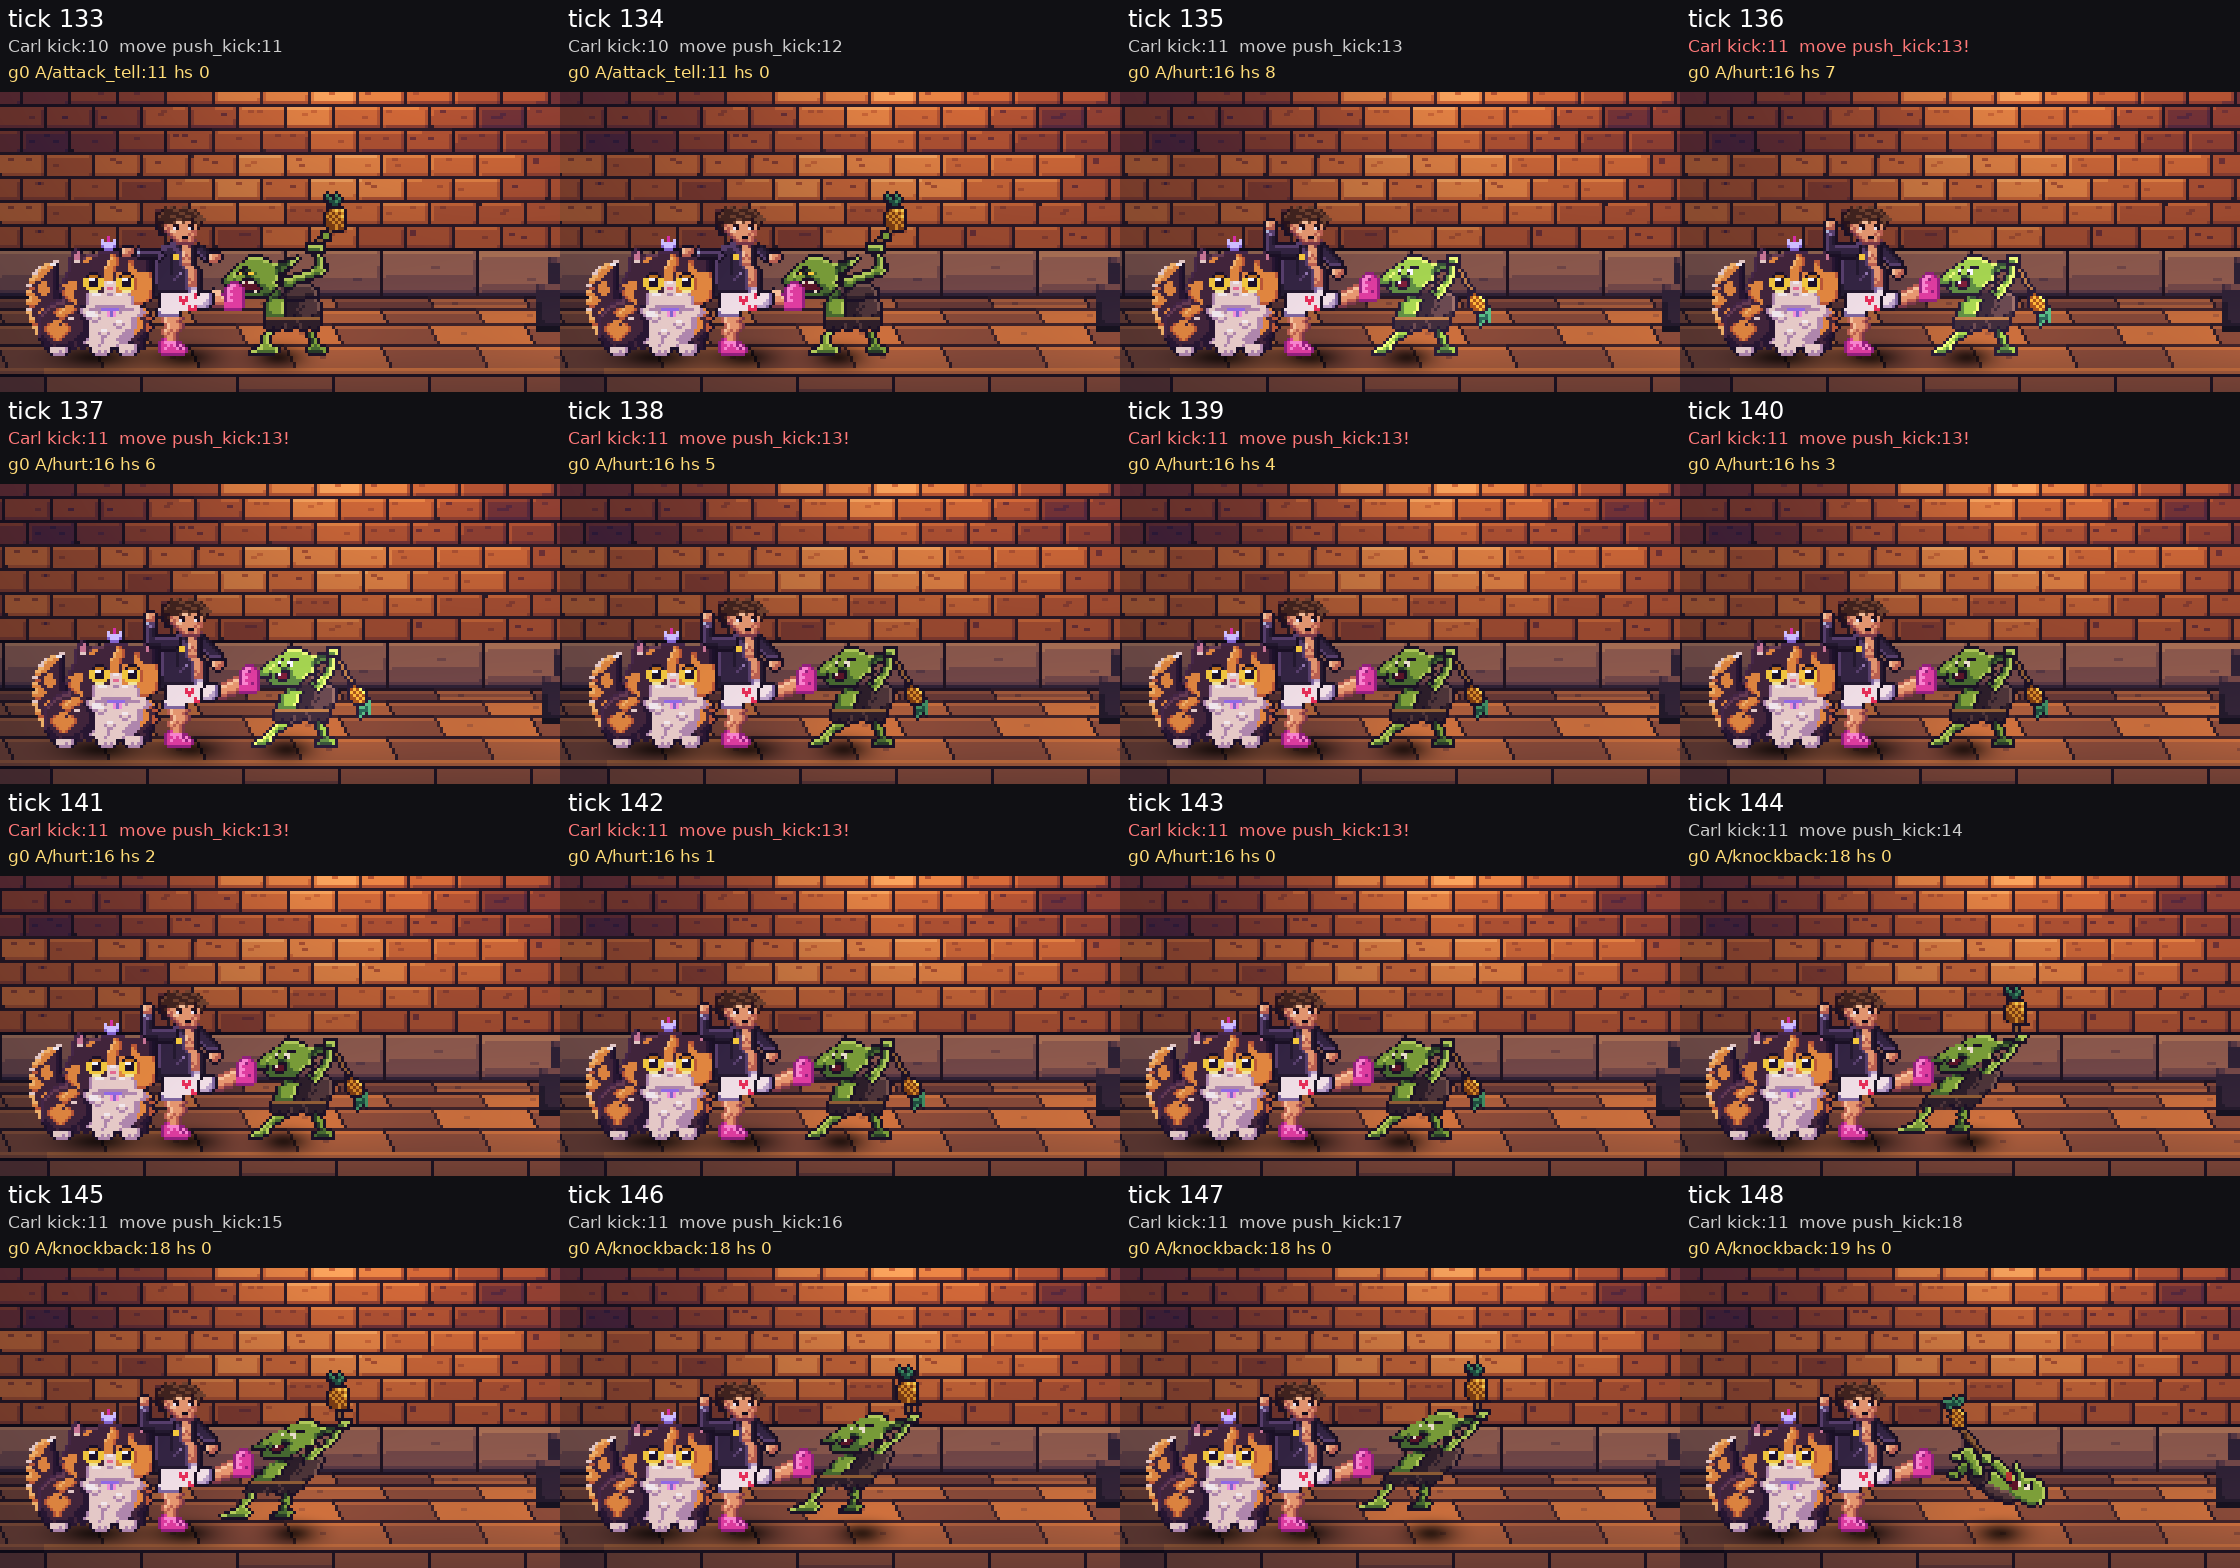 tick 133
Carl kick:10 move push_kick:11
g0 A/attack_tell:11 hs 0
tick 134
Carl kick:10 move push_kick:12
g0 A/attack_tell:11 hs 0
tick 135
Carl kick:11 move push_kick:13
g0 A/hurt:16 hs 8
tick 136
Carl kick:11 move push_kick:13!
g0 A/hurt:16 hs 7
tick 137
Carl kick:11 move push_kick:13!
g0 A/hurt:16 hs 6
tick 138
Carl kick:11 move push_kick:13!
g0 A/hurt:16 hs 5
tick 139
Carl kick:11 move push_kick:13!
g0 A/hurt:16 hs 4
tick 140
Carl kick:11 move push_kick:13!
g0 A/hurt:16 hs 3
tick 141
Carl kick:11 move push_kick:13!
g0 A/hurt:16 hs 2
tick 142
Carl kick:11 move push_kick:13!
g0 A/hurt:16 hs 1
tick 143
Carl kick:11 move push_kick:13!
g0 A/hurt:16 hs 0
tick 144
Carl kick:11 move push_kick:14
g0 A/knockback:18 hs 0
tick 145
Carl kick:11 move push_kick:15
g0 A/knockback:18 hs 0
tick 146
Carl kick:11 move push_kick:16
g0 A/knockback:18 hs 0
tick 147
Carl kick:11 move push_kick:17
g0 A/knockback:18 hs 0
tick 148
Carl kick:11 move push_kick:18
g0 A/knockback:19 hs 0